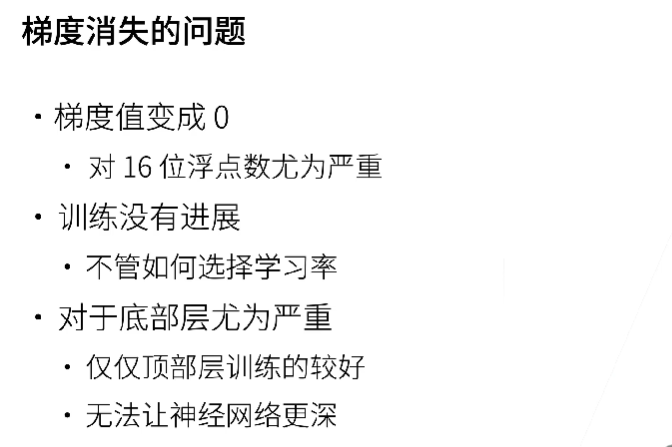 梯度消失的问题
• 梯度值变成 0
• 对 16 位浮点数尤为严重
• 训练没有进展
• 不管如何选择学习率
• 对于底部层尤为严重
• 仅仅顶部层训练的较好
• 无法让神经网络更深